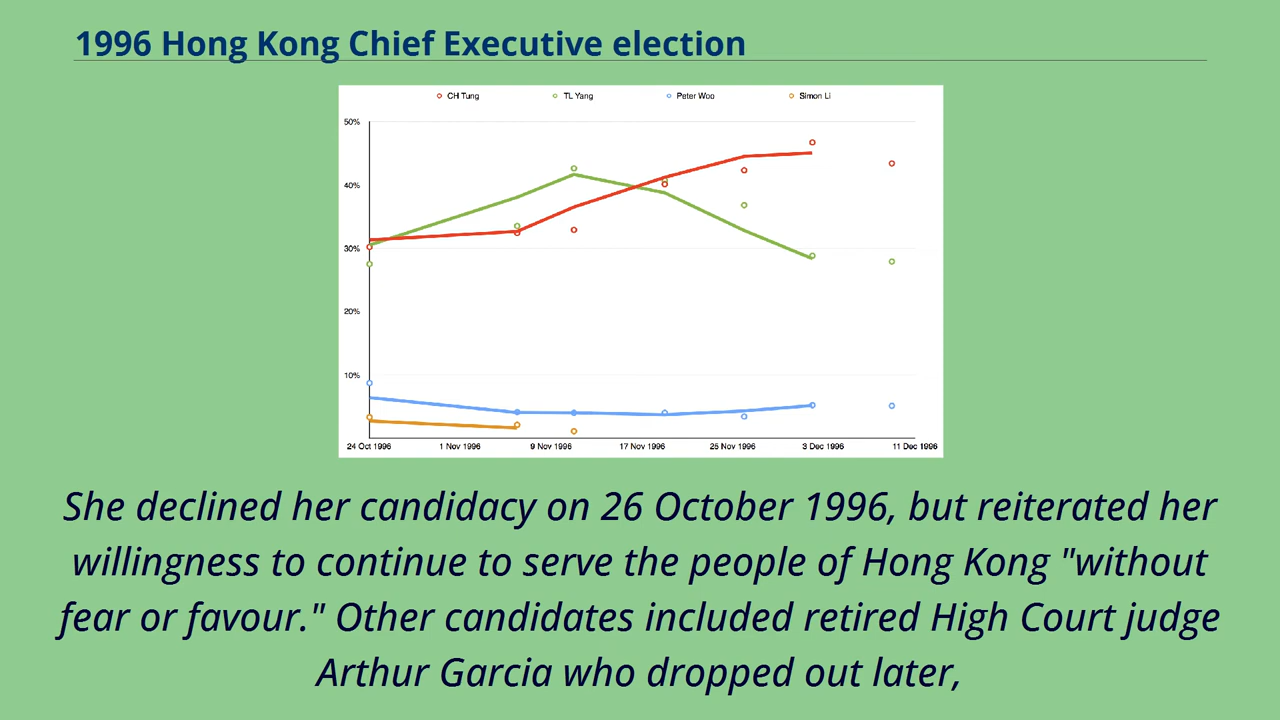 1996 Hong Kong Chief Executive election
CH Tung TL Yang Peter Woo Simon Li
50%
40%
30%
20%
10%
24 Oct 1996 1 Nov 1996 9 Nov 1996 17 Nov 1996 25 Nov 1996 3 Dec 1996 11 Dec 1996
She declined her candidacy on 26 October 1996, but reiterated her
willingness to continue to serve the people of Hong Kong "without
fear or favour." Other candidates included retired High Court judge
Arthur Garcia who dropped out later,